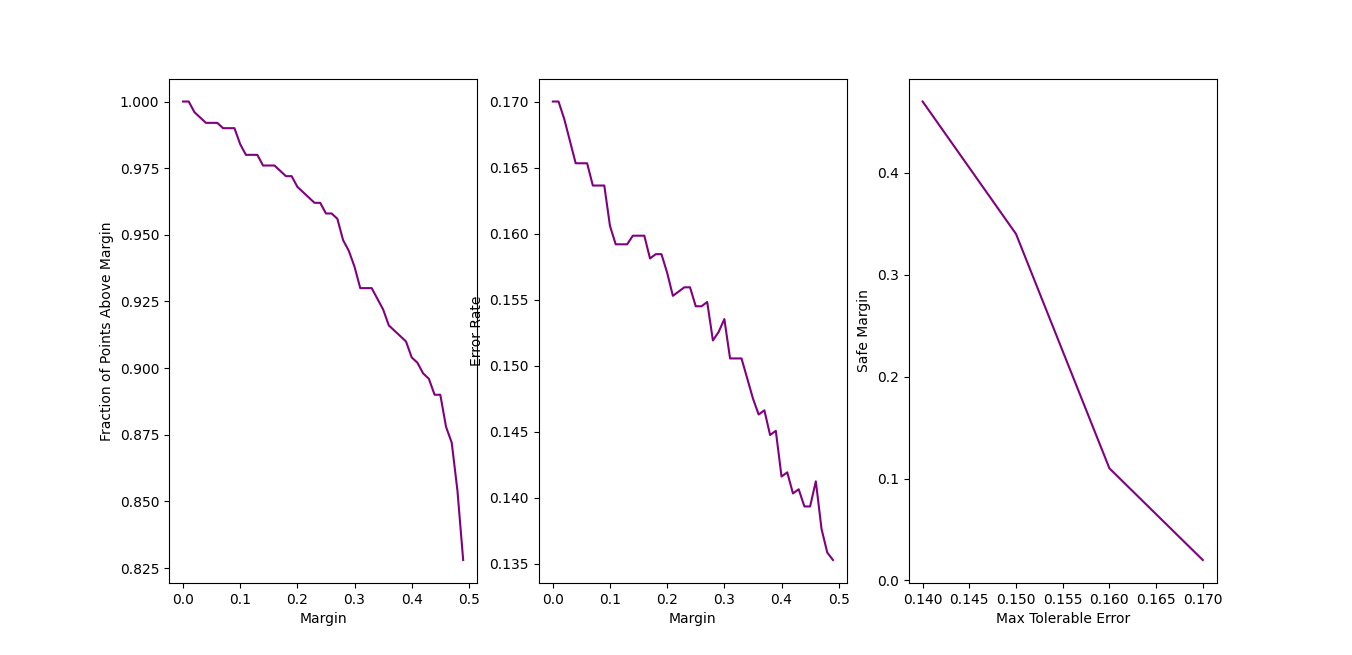 Fraction of Points Above Margin
1.000
0.975
0.950
0.925
0.900
0.875
0.850
0.825
0.0 0.1 0.2 0.3 0.4 0.5
Margin
Error Rate
0.170
0.165
0.160
0.155
0.150
0.145
0.140
0.135
0.0 0.1 0.2 0.3 0.4 0.5
Margin
Safe Margin
0.4
0.3
0.2
0.1
0.0
0.140 0.145 0.150 0.155 0.160 0.165 0.170
Max Tolerable Error